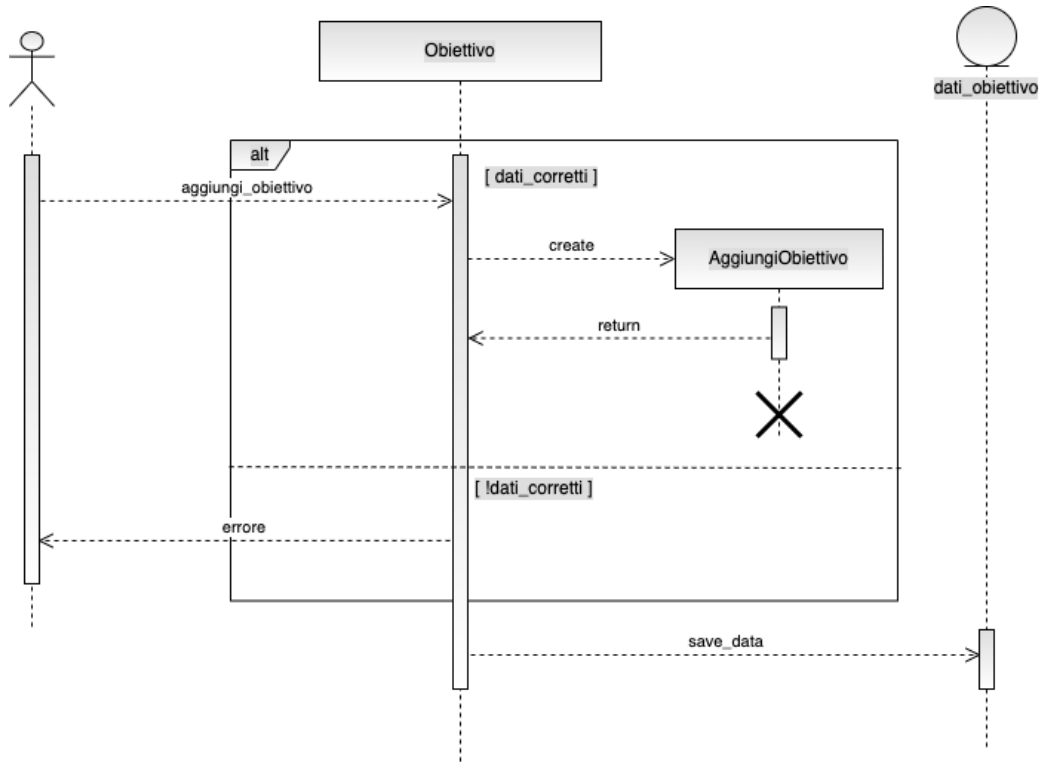 Obiettivo
dati_obiettivo
alt
[ dati_corretti ]
aggiungi_obiettivo
create
AggiungiObiettivo
return
[ !dati_corretti ]
errore
save_data